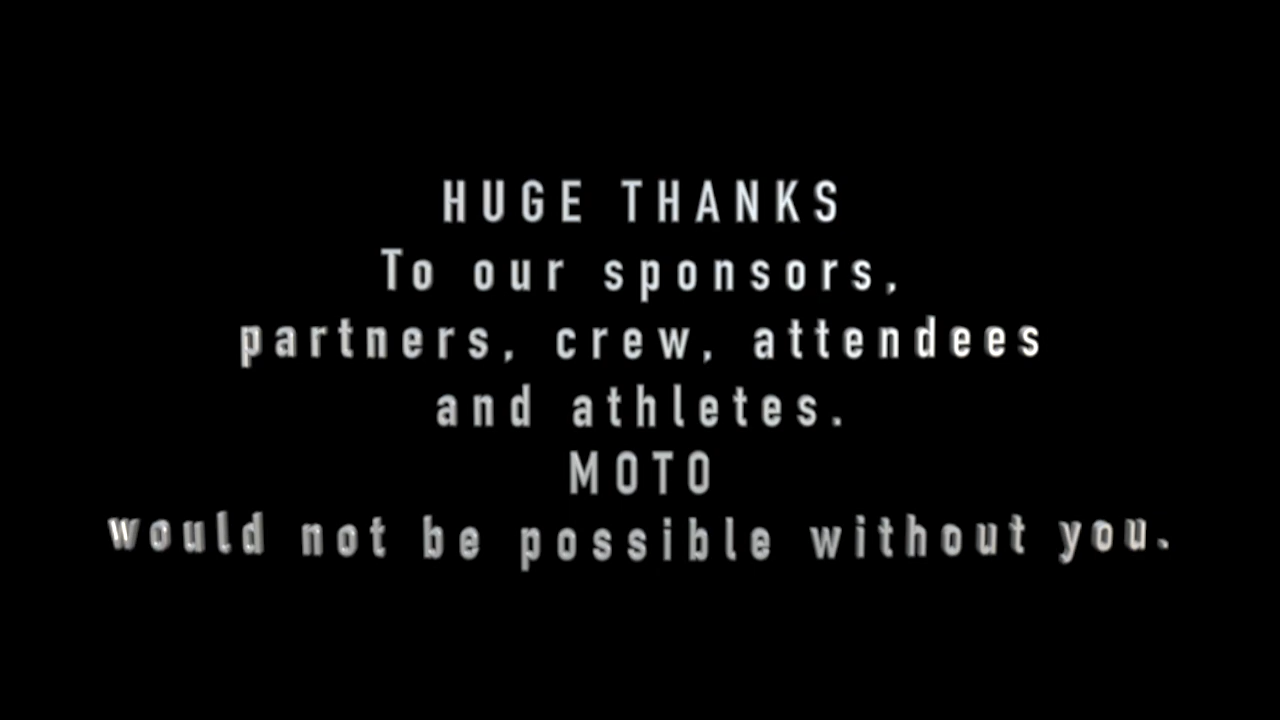 HUGE THANKS
To our sponsors,
partners, crew, attendees
and athletes.
MOTO
would not be possible without you.